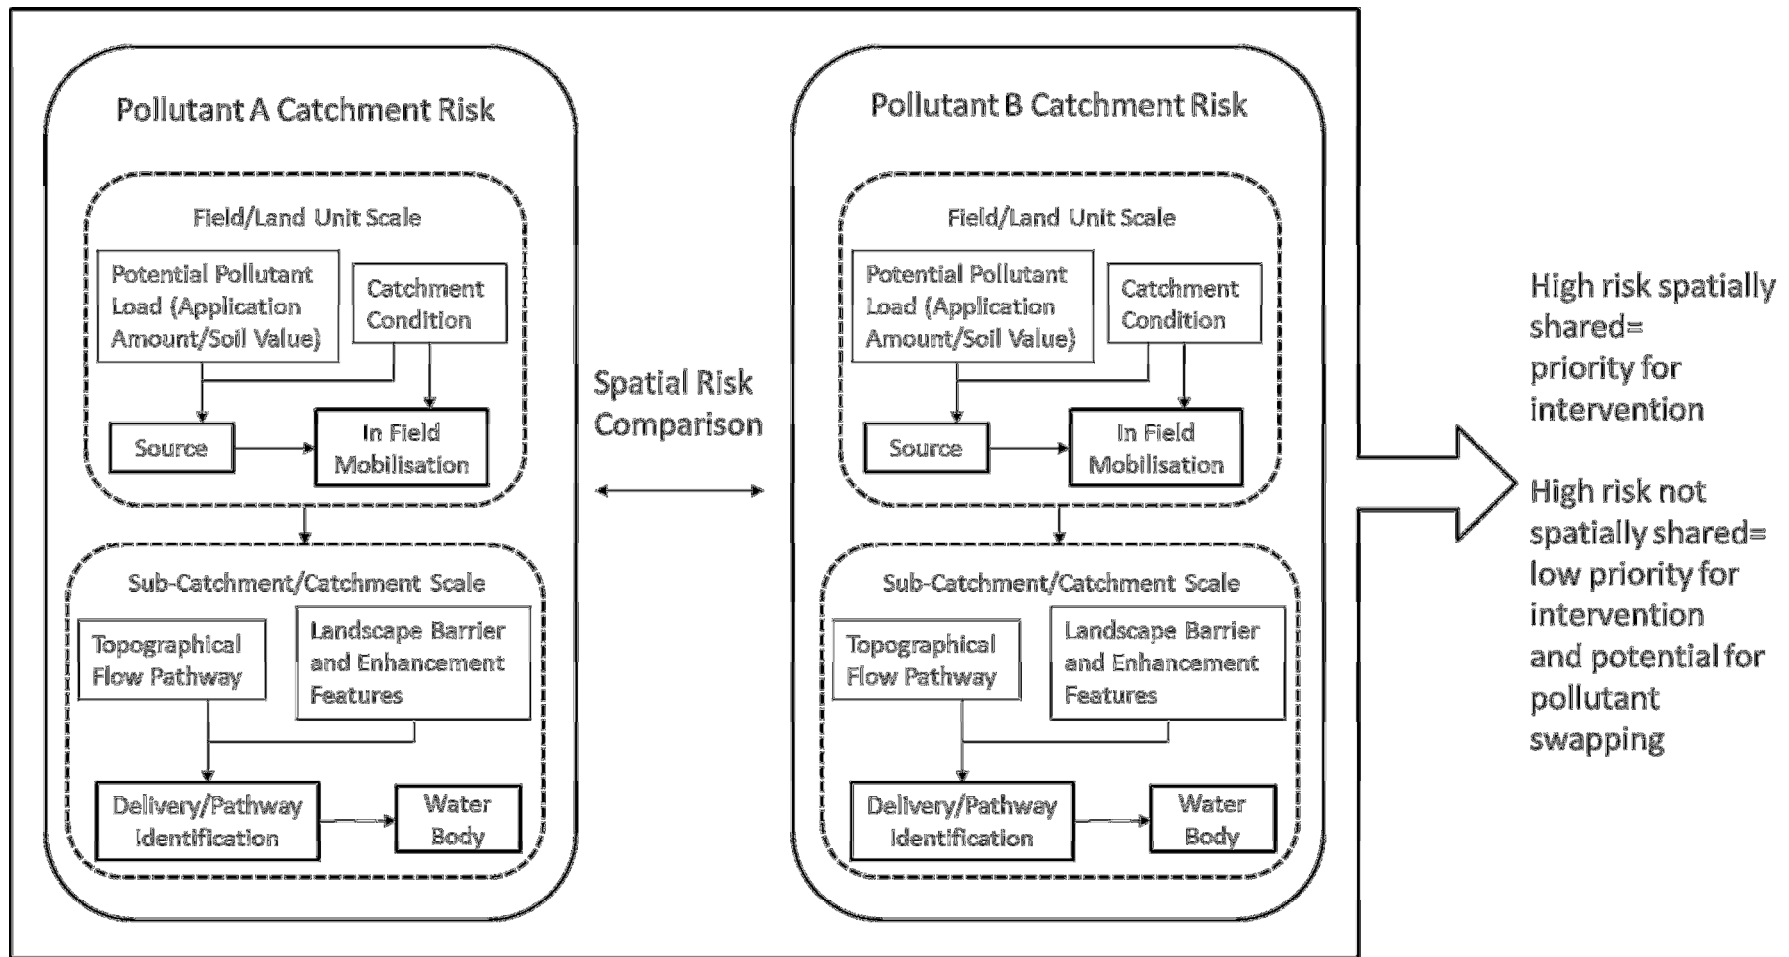 Pollutant A Catchment Risk
Field/Land Unit Scale
Potential Pollutant
Load (Application
Amount/Soil Value)
Catchment
Condition
Source
In Field
Mobilisation
Sub-Catchment/Catchment Scale
Topographical
Flow Pathway
Landscape Barrier
and Enhancement
Features
Delivery/Pathway
Identification
Water
Body
Spatial Risk
Comparison
Pollutant B Catchment Risk
Field/Land Unit Scale
Potential Pollutant
Load (Application
Amount/Soil Value)
Catchment
Condition
Source
In Field
Mobilisation
Sub-Catchment/Catchment Scale
Topographical
Flow Pathway
Landscape Barrier
and Enhancement
Features
Delivery/Pathway
Identification
Water
Body
High risk spatially
shared=
priority for
intervention
High risk not
spatially shared=
low priority for
intervention
and potential for
pollutant
swapping